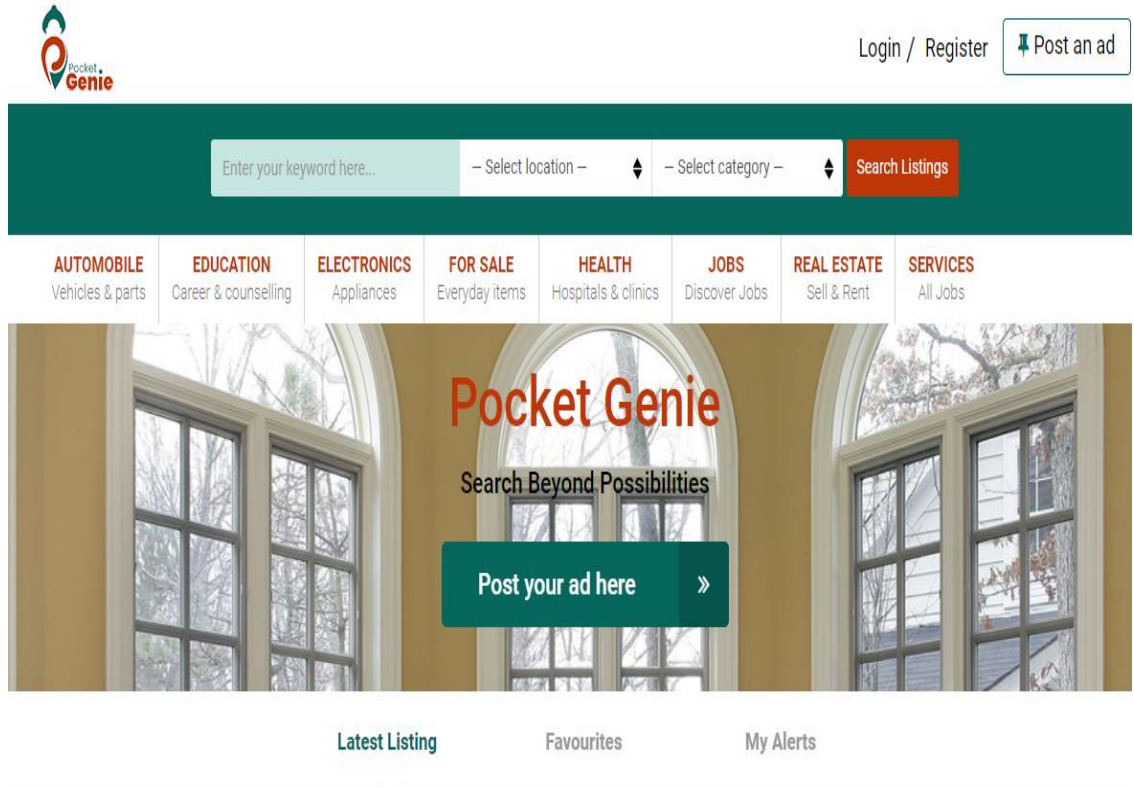 Pocket
Genie
Login / Register
Post an ad
Enter your keyword here...
– Select location –
– Select category –
Search Listings
AUTOMOBILE
Vehicles & parts
EDUCATION
Career & counselling
ELECTRONICS
Appliances
FOR SALE
Everyday items
HEALTH
Hospitals & clinics
JOBS
Discover Jobs
REAL ESTATE
Sell & Rent
SERVICES
All Jobs
Pocket Genie
Search Beyond Possibilities
Post your ad here »
Latest Listing
Favourites
My Alerts